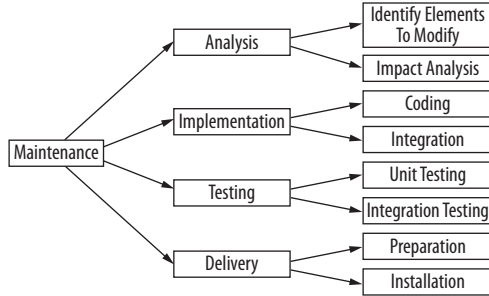 Identify Elements
To Modify
Analysis
Impact Analysis
Coding
Implementation
Integration
Maintenance
Unit Testing
Testing
Integration Testing
Preparation
Delivery
Installation